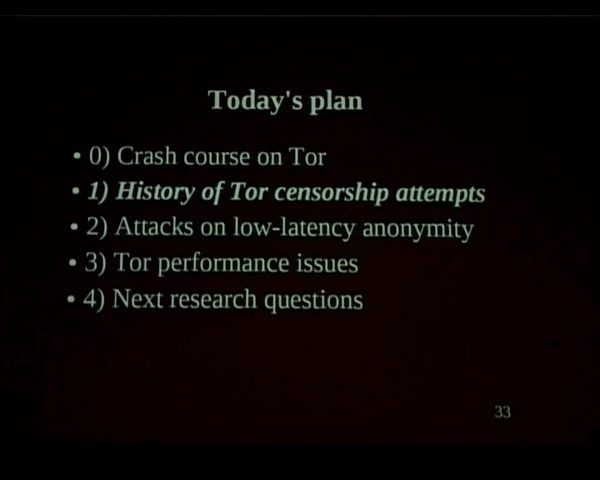 Today's plan
• 0) Crash course on Tor
• 1) History of Tor censorship attempts
• 2) Attacks on low-latency anonymity
• 3) Tor performance issues
• 4) Next research questions
33